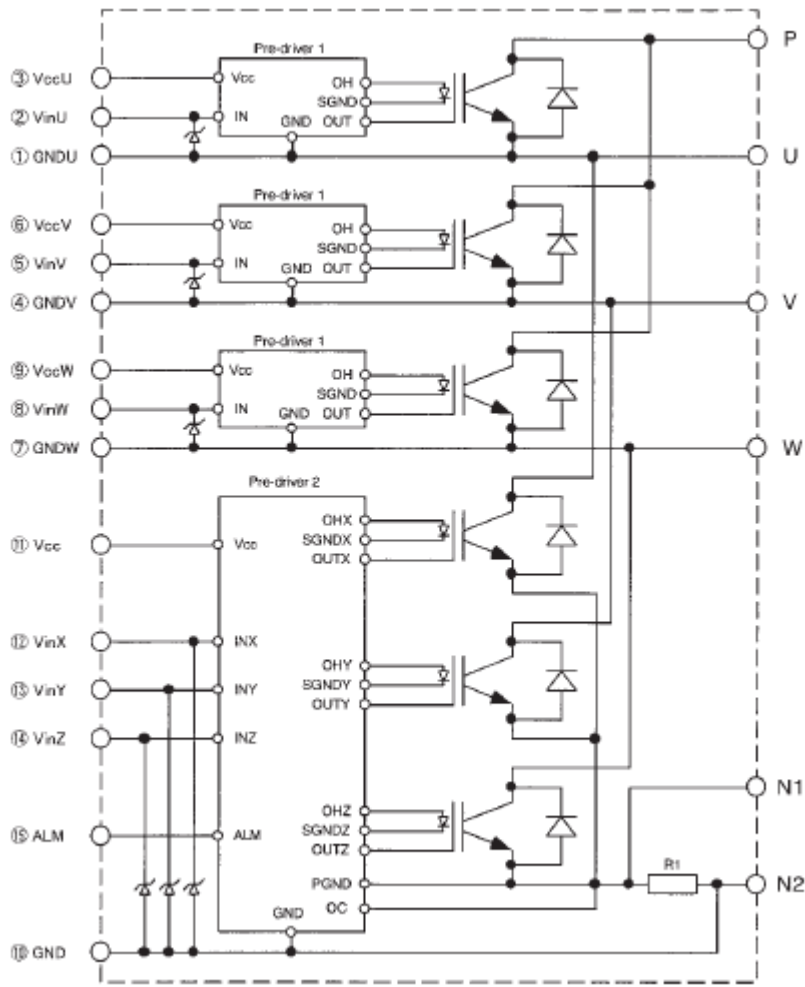 Pre-driver 1
P
③ VccU
Vcc
OH
SGND
② VinU
IN
GND
OUT
① GNDU
U
Pre-driver 1
⑥ VccV
Vcc
OH
SGND
⑤ VinV
IN
GND
OUT
④ GNDV
V
Pre-driver 1
⑨ VccW
Vcc
OH
SGND
⑧ VinW
IN
GND
OUT
⑦ GNDW
W
Pre-driver 2
⑪ Vcc
Vcc
OHX
SGNDX
OUTX
⑫ VinX
INX
OHY
SGNDY
OUTY
⑬ VinY
INY
⑭ VinZ
INZ
N1
OHZ
SGNDZ
OUTZ
⑮ ALM
ALM
R1
PGND
N2
OC
GND
⑩ GND